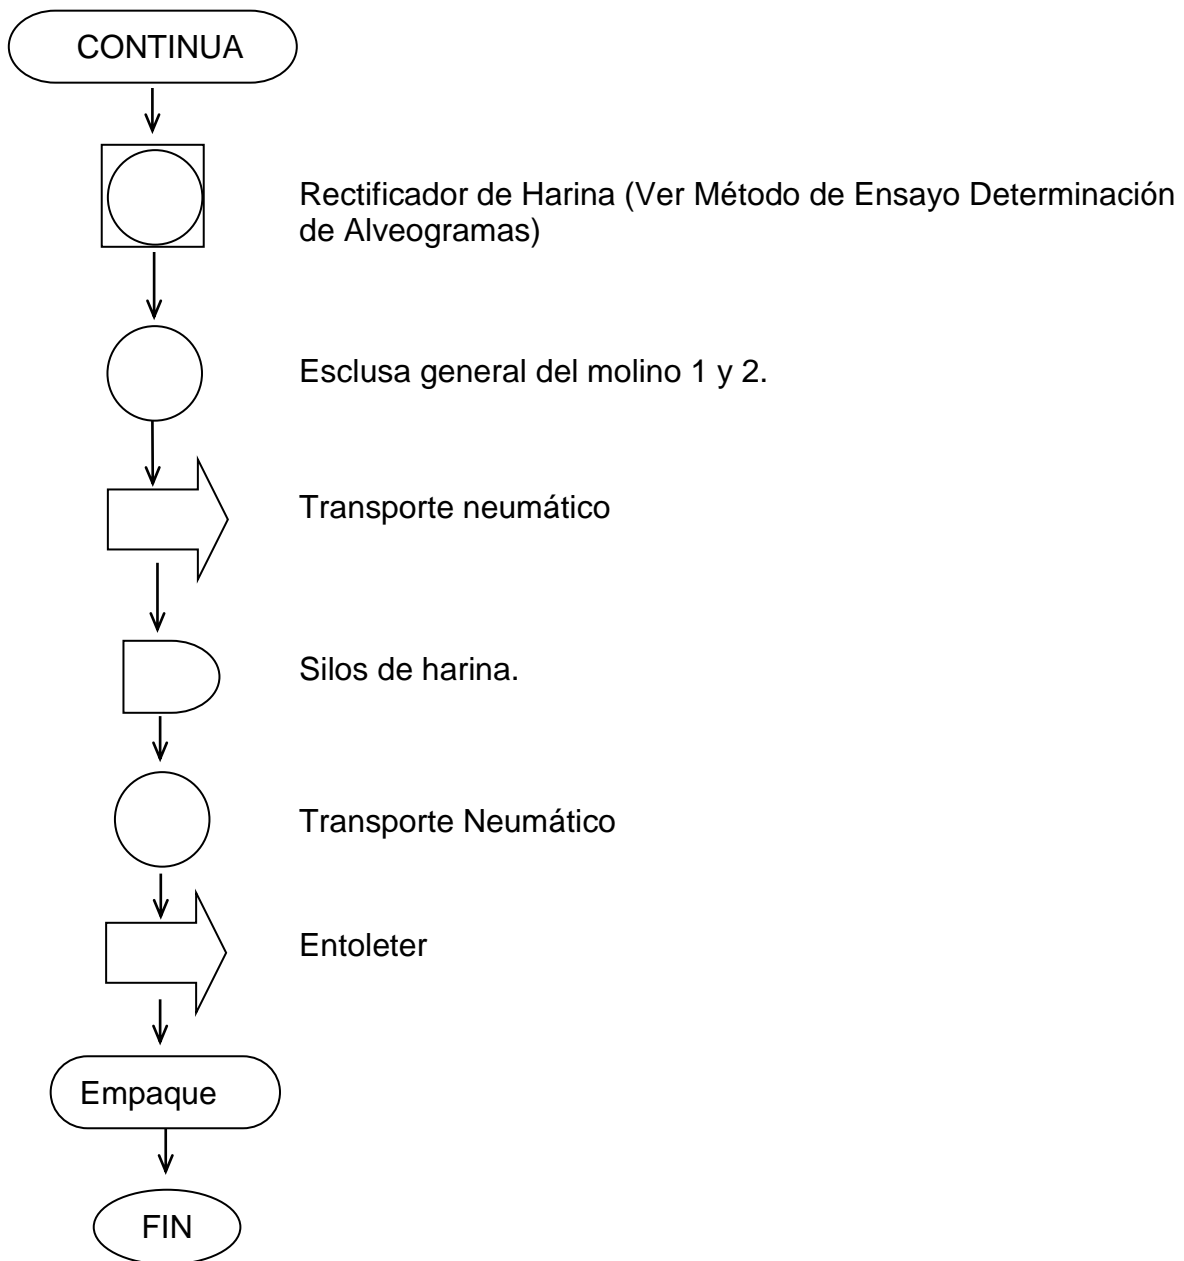 CONTINUA
Rectificador de Harina (Ver Método de Ensayo Determinación
de Alveogramas)
Esclusa general del molino 1 y 2.
Transporte neumático
Silos de harina.
Transporte Neumático
Entoleter
Empaque
FIN